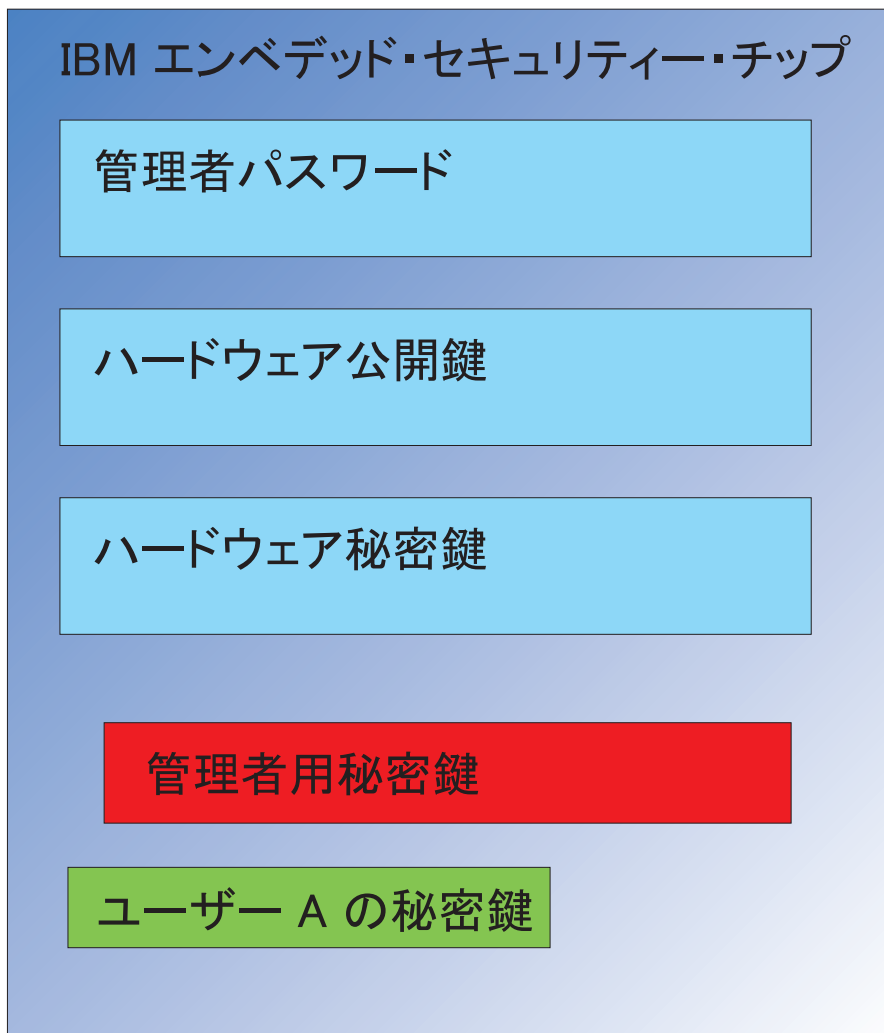 IBM エンベデッド・セキュリティー・チップ
管理者パスワード
ハードウェア公開鍵
ハードウェア秘密鍵
管理者用秘密鍵
ユーザー A の秘密鍵